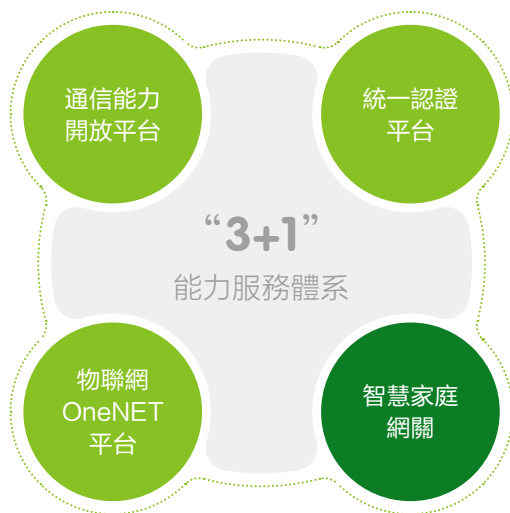 通信能力
開放平台
統一認證
平台
“3+1”
能力服務體系
物聯網
OneNET
平台
智慧家庭
網關